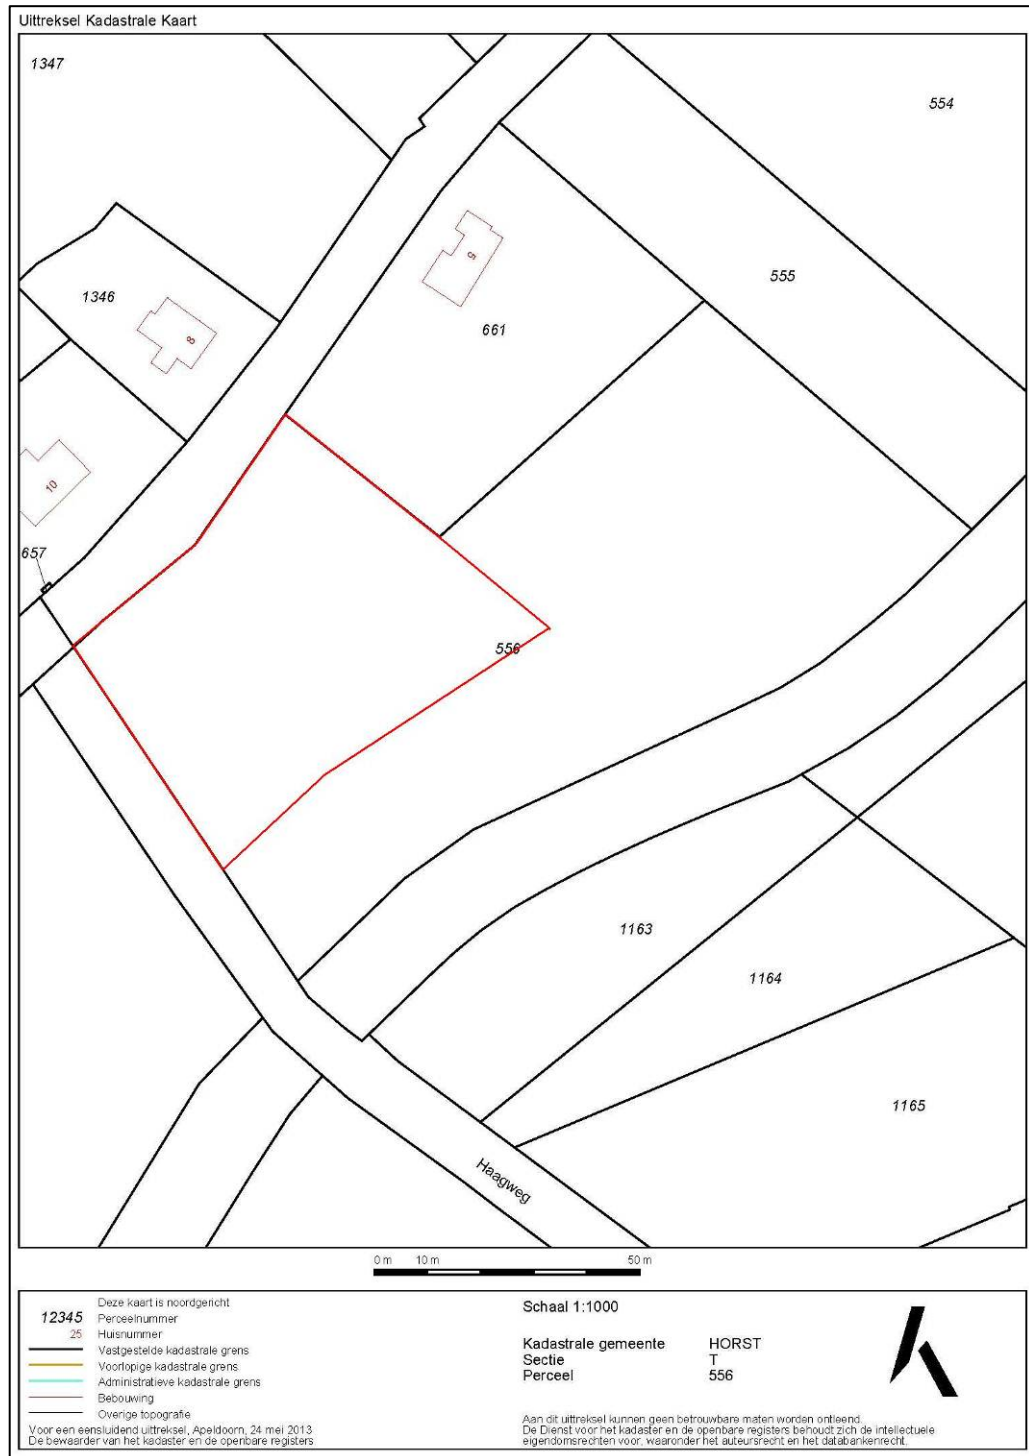 Uittreksel Kadastrale Kaart
1347
554
555
1346
8
5
661
10
657
556
1163
1164
1165
Haagweg
0 m 10 m 50 m
Deze kaart is noordgericht
12345 Perceelnummer
25 Huisnummer
Vastgestelde kadastrale grens
Voorlopige kadastrale grens
Administratieve kadastrale grens
Bebouwing
Overige topografie
Voor een eensluidend uittreksel, Apeldoorn, 24 mei 2013
De bewaarder van het kadaster en de openbare registers
Schaal 1:1000
Kadastrale gemeente HORST
Sectie T
Perceel 556
Aan dit uittreksel kunnen geen betrouwbare maten worden ontleend.
De Dienst voor het kadaster en de openbare registers behoudt zich de intellectuele
eigendomsrechten voor, waaronder het auteursrecht en het databankenrecht.